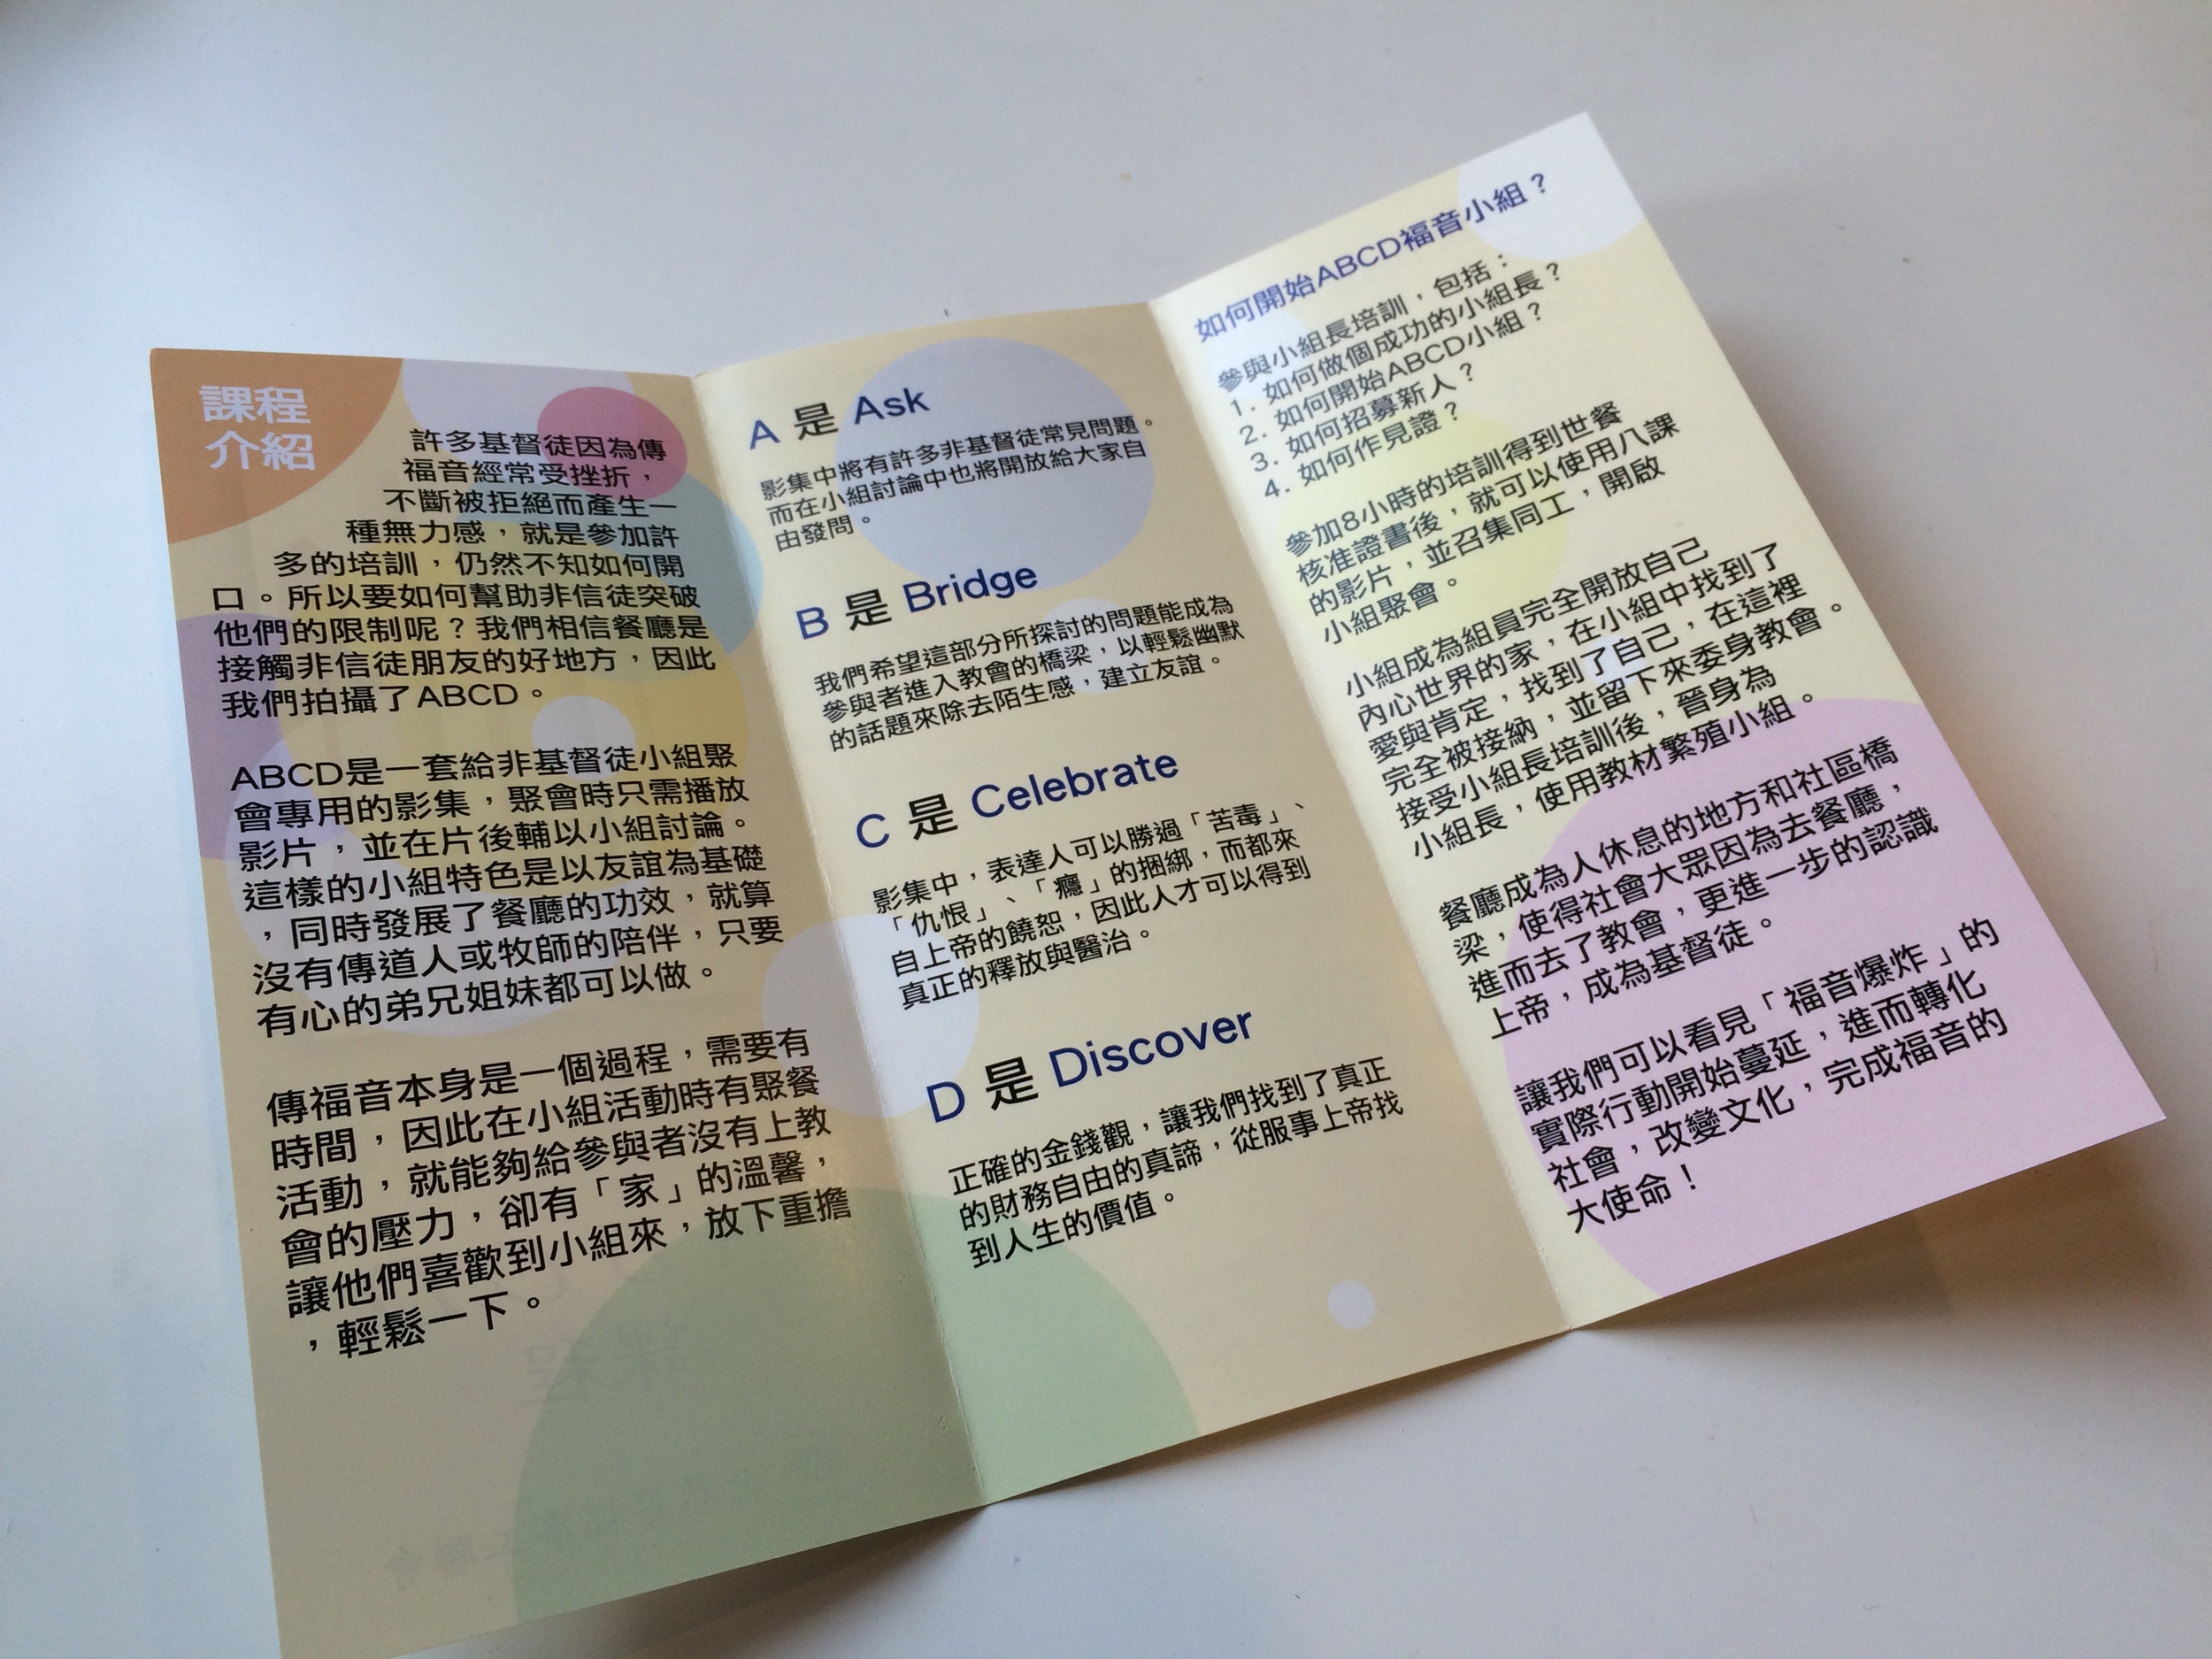 課程
介紹
許多基督徒因為傳
福音經常受挫折，
不斷被拒絕而產生一
種無力感，就是參加許
多的培訓，仍然不知如何開
口。所以要如何幫助非信徒突破
他們的限制呢？我們相信餐廳是
接觸非信徒朋友的好地方，因此
我們拍攝了ABCD。
ABCD是一套給非基督徒小組聚
會專用的影集，聚會時只需播放
影片，並在片後輔以小組討論。
這樣的小組特色是以友誼為基礎
，同時發展了餐廳的功效，就算
沒有傳道人或牧師的陪伴，只要
有心的弟兄姐妹都可以做。
傳福音本身是一個過程，需要有
時間，因此在小組活動時有聚餐
活動，就能夠給參與者沒有上教
會的壓力，卻有「家」的溫馨，
讓他們喜歡到小組來，放下重擔
，輕鬆一下。
A 是 Ask
影集中將有許多非基督徒常見問題。
而在小組討論中也將開放給大家自
由發問。
B 是 Bridge
我們希望這部分所探討的問題能成為
參與者進入教會的橋梁，以輕鬆幽默
的話題來除去陌生感，建立友誼。
C 是 Celebrate
影集中，表達人可以勝過「苦毒」、
「仇恨」、「癮」的捆綁，而都來
自上帝的饒恕，因此人才可以得到
真正的釋放與醫治。
D 是 Discover
正確的金錢觀，讓我們找到了真正
的財務自由的真諦，從服事上帝找
到人生的價值。
如何開始ABCD福音小組？
參與小組長培訓，包括：
1. 如何做個成功的小組長？
2. 如何開始ABCD小組？
3. 如何招募新人？
4. 如何作見證？
參加8小時的培訓得到世餐
核准證書後，就可以使用八課
的影片，並召集同工，開啟
小組聚會。
小組成為組員完全開放自己
內心世界的家，在小組中找到了
愛與肯定，找到了自己，在這裡
完全被接納，並留下來委身教會。
接受小組長培訓後，晉身為
小組長，使用教材繁殖小組。
餐廳成為人休息的地方和社區橋
梁，使得社會大眾因為去餐廳，
進而去了教會，更進一步的認識
上帝，成為基督徒。
讓我們可以看見「福音爆炸」的
實際行動開始蔓延，進而轉化
社會，改變文化，完成福音的
大使命！